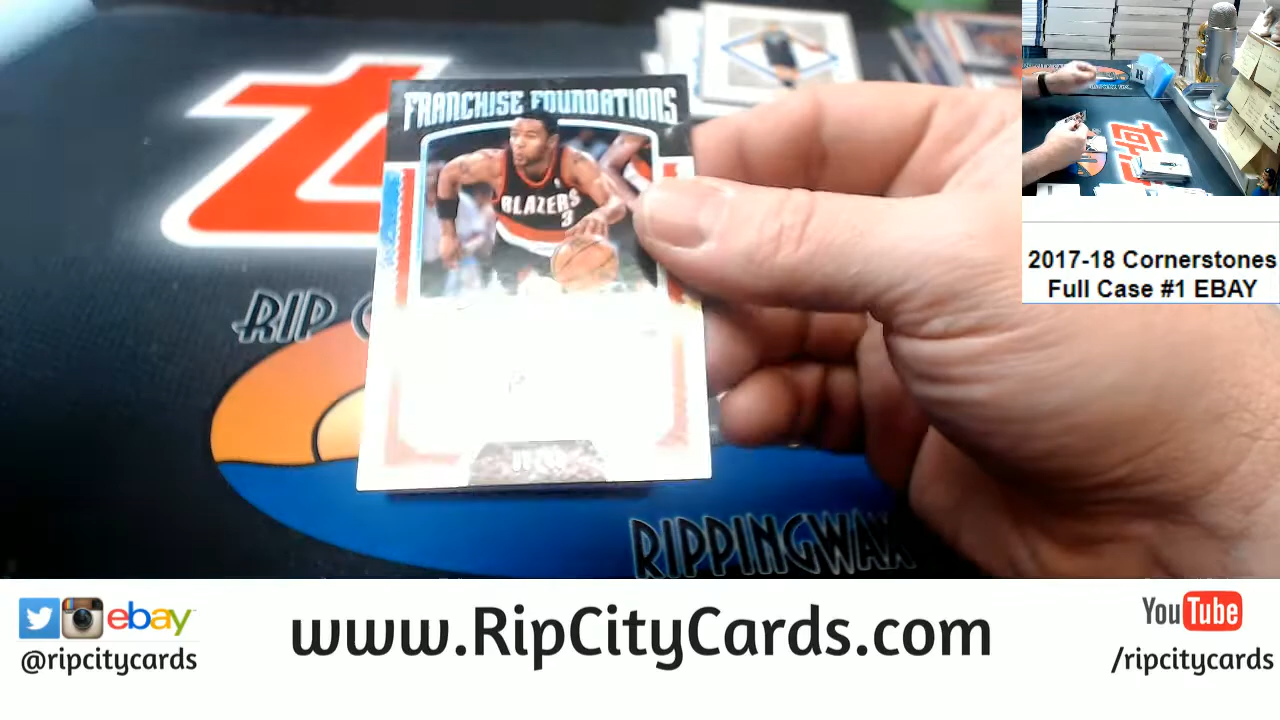 FRANCHISE FOUNDATIONS
BLAZERS
3
RIP C
RIPPINGWAX
2017-18 Cornerstones
Full Case #1 EBAY
ebay
@ripcitycards
www.RipCityCards.com
YouTube
/ripcitycards